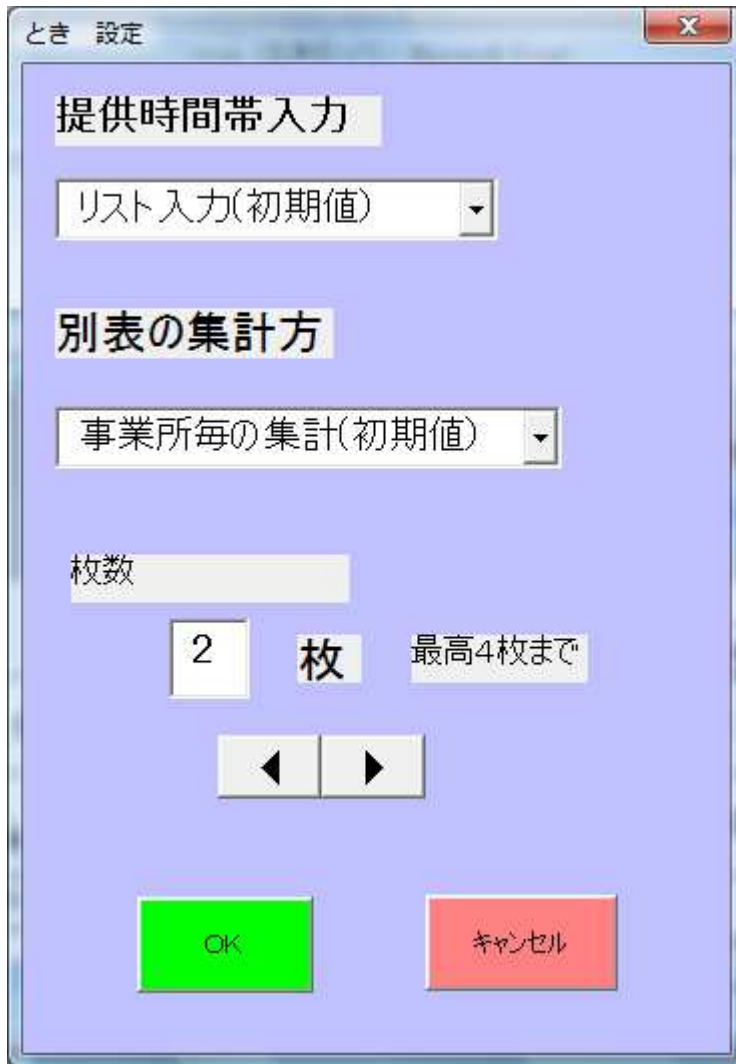 とき 設定
提供時間帯入力
リスト入力(初期値)
別表の集計方
事業所毎の集計(初期値)
枚数
2 枚 最高4枚まで
OK キャンセル